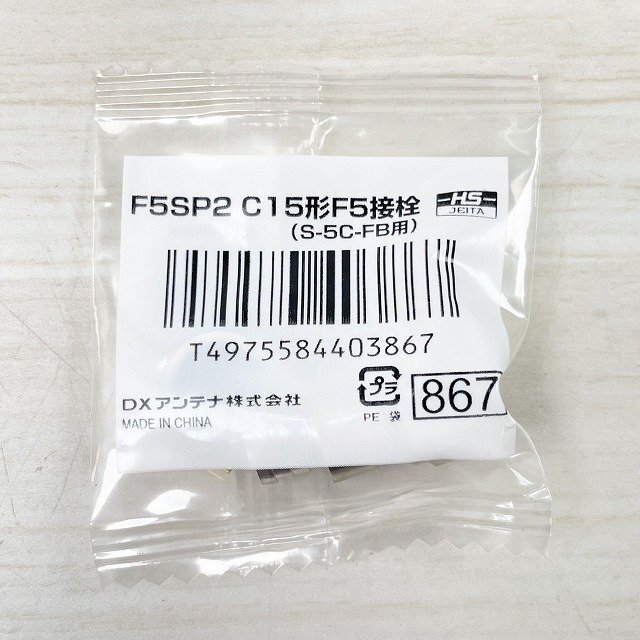 F5SP2 C15形F5接栓
HS
JEITA
(S-5C-FB用)
T4975584403867
DXアンテナ株式会社
MADE IN CHINA
プラ
PE 袋
867